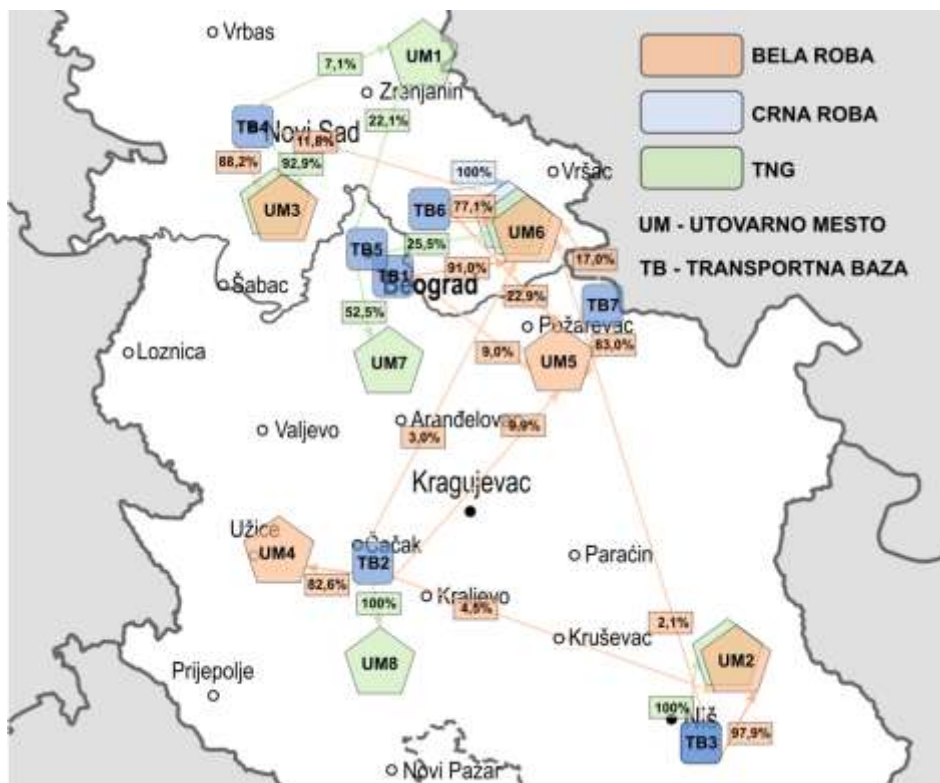 Vrbas
UM1
7,1%
Zrenjanin
22,1%
TB4
Novi Sad
11,8%
88,2%
92,9%
UM3
100%
Vršac
TB6
77,1%
UM6
TB5
25,5%
TB1
91,0%
Beograd
17,0%
Šabac
22,9%
TB7
52,5%
Požarevac
Loznica
UM7
9,0%
UM5
83,0%
Aranđelovac
Valjevo
3,0%
9,9%
Kragujevac
Užice
UM4
Čačak
TB2
Paraćin
82,6%
100%
Kraljevo
4,5%
2,1%
Kruševac
UM8
UM2
Prijepolje
100%
Niš
TB3
97,9%
Novi Pazar
BELA ROBA
CRNA ROBA
TNG
UM - UTOVARNO MESTO
TB - TRANSPORTNA BAZA